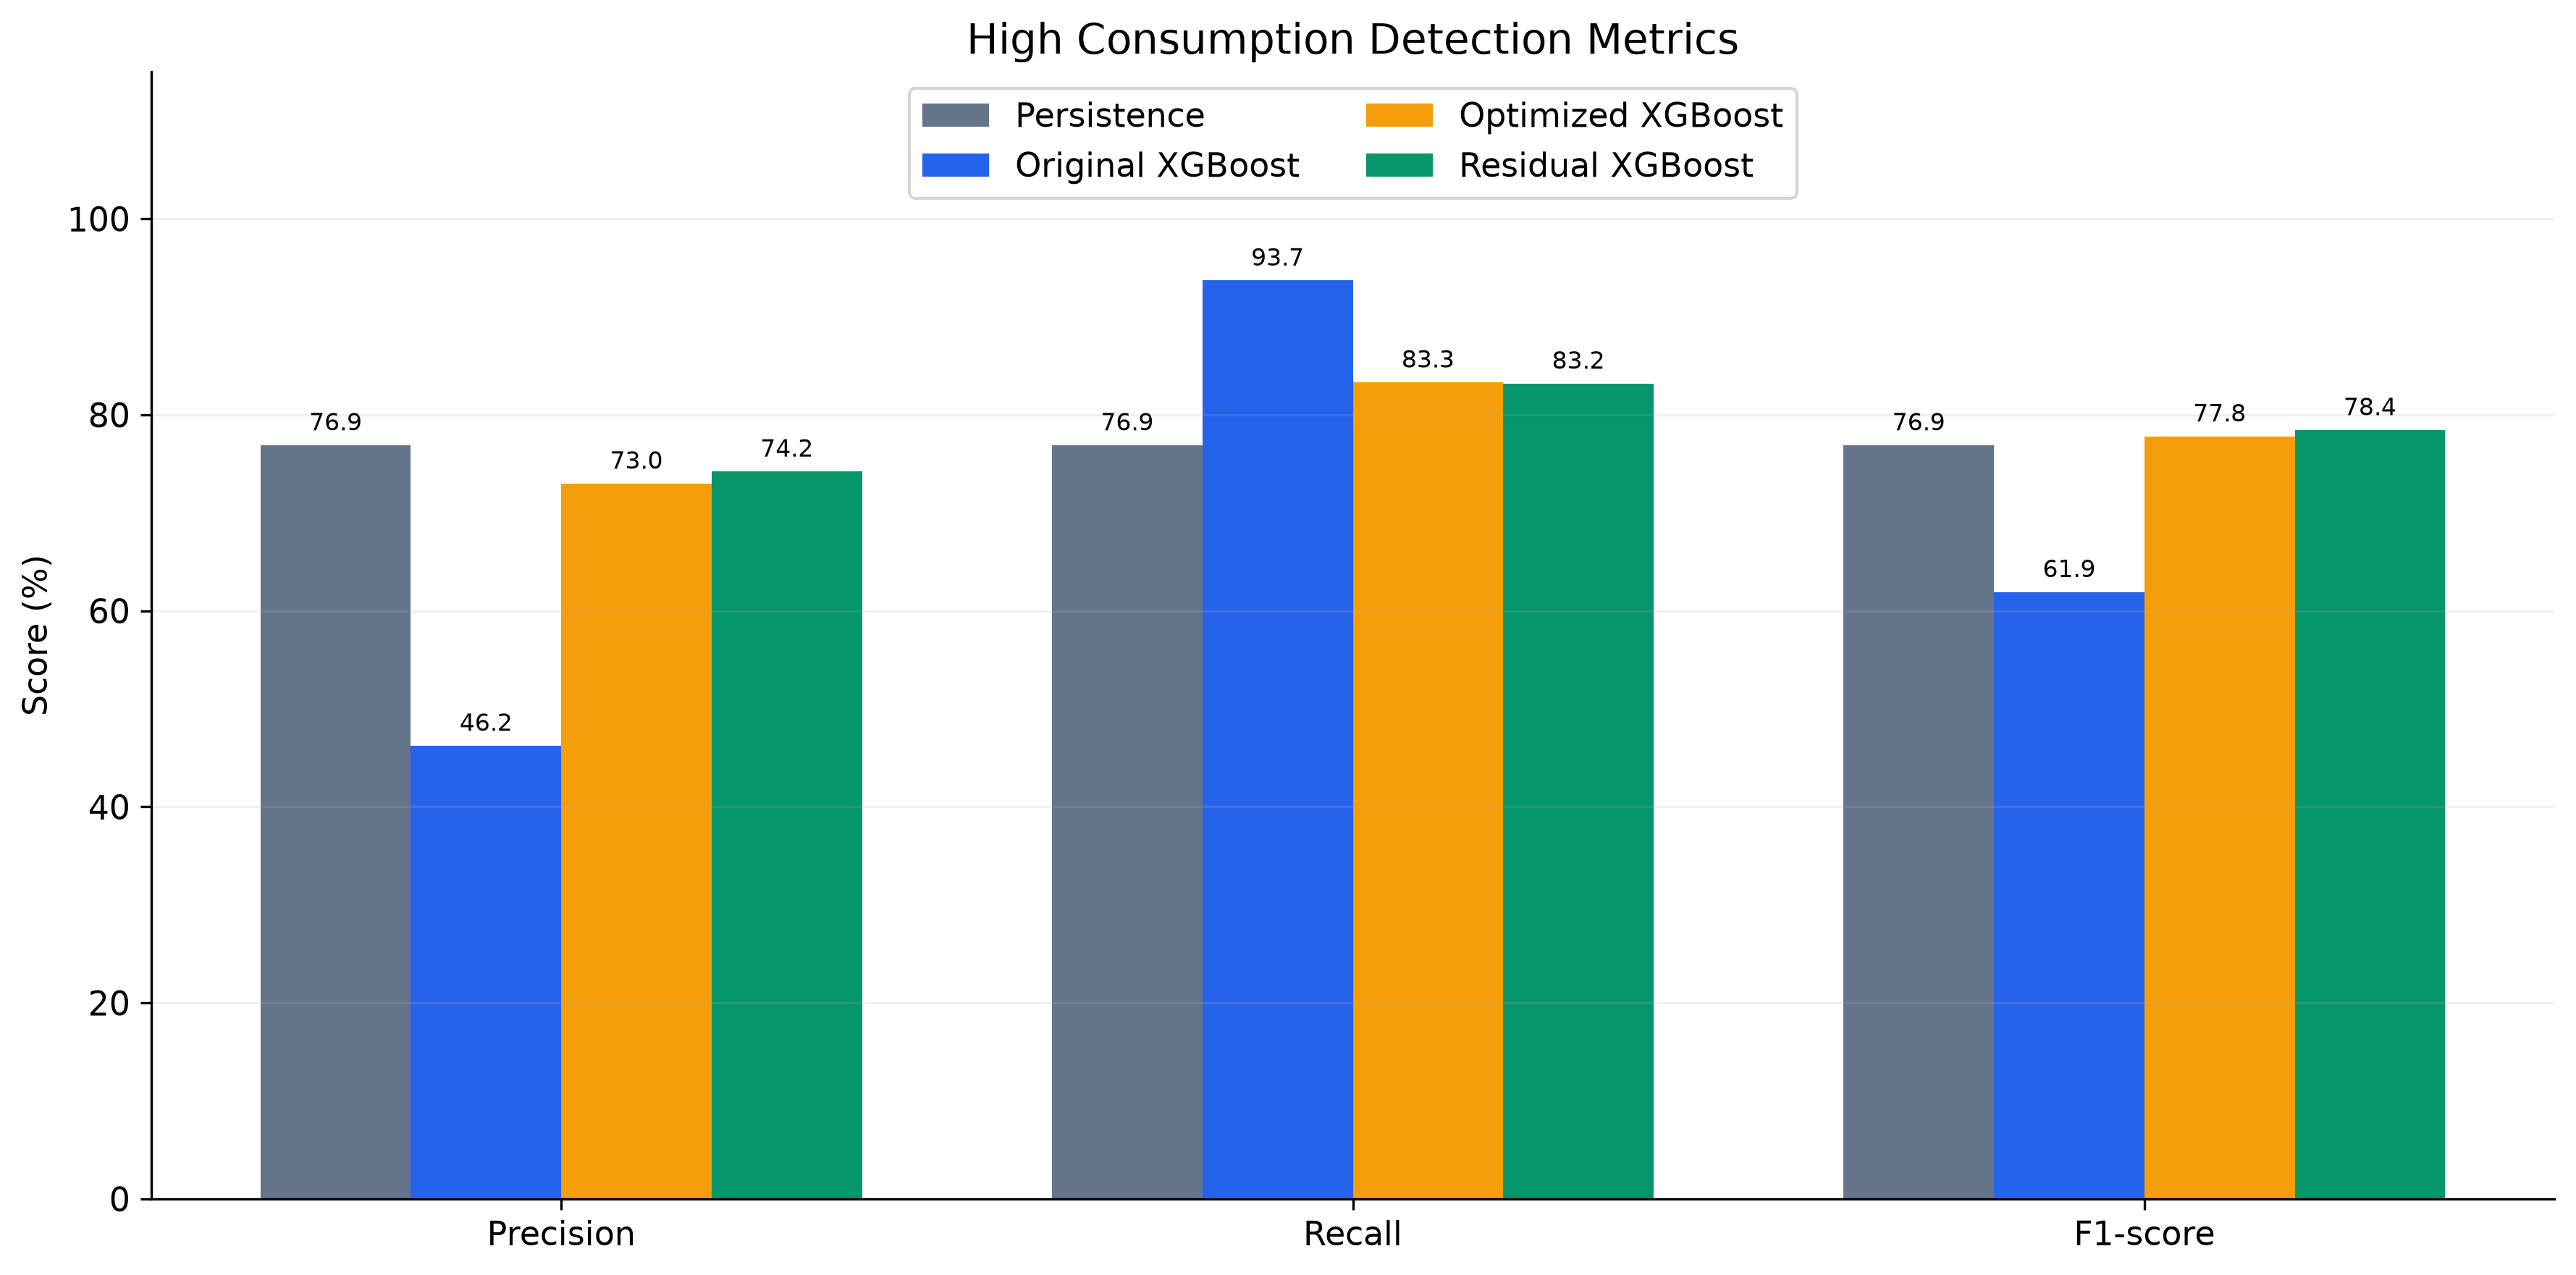 High Consumption Detection Metrics
Persistence
Original XGBoost
Optimized XGBoost
Residual XGBoost
Score (%)
100
80
60
40
20
0
76.9
46.2
73.0
74.2
76.9
93.7
83.3
83.2
76.9
61.9
77.8
78.4
Precision
Recall
F1-score